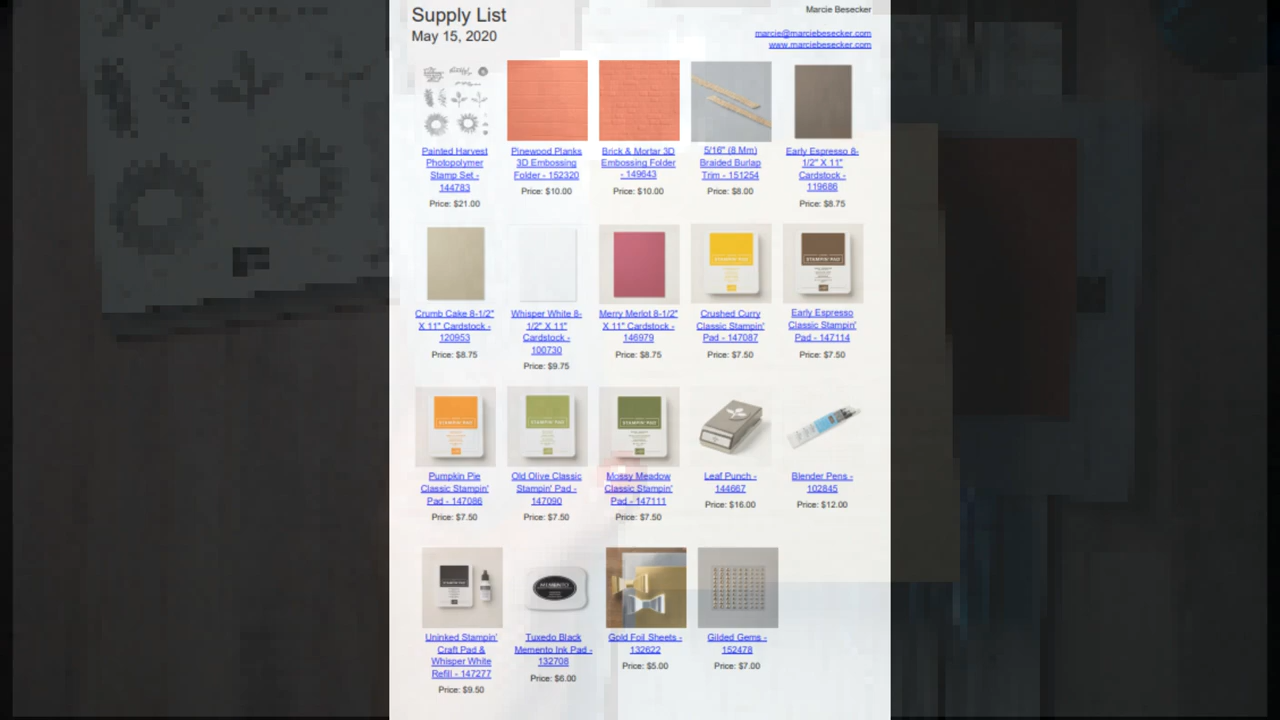 Supply List
May 15, 2020
Marcie Besecker
marcie@marciebesecker.com
www.marciebesecker.com
Painted Harvest
Photopolymer
Stamp Set -
144783
Price: $21.00
Pinewood Planks
3D Embossing
Folder - 152320
Price: $10.00
Brick & Mortar 3D
Embossing Folder
- 149643
Price: $10.00
5/16" (8 Mm)
Braided Burlap
Trim - 151254
Price: $8.00
Early Espresso 8-
1/2" X 11"
Cardstock -
119686
Price: $8.75
Crumb Cake 8-1/2"
X 11" Cardstock -
120953
Price: $8.75
Whisper White 8-
1/2" X 11"
Cardstock -
100730
Price: $9.75
Merry Merlot 8-1/2"
X 11" Cardstock -
146979
Price: $8.75
Crushed Curry
Classic Stampin'
Pad - 147087
Price: $7.50
Early Espresso
Classic Stampin'
Pad - 147114
Price: $7.50
Pumpkin Pie
Classic Stampin'
Pad - 147086
Price: $7.50
Old Olive Classic
Stampin' Pad -
147090
Price: $7.50
Mossy Meadow
Classic Stampin'
Pad - 147111
Price: $7.50
Leaf Punch -
144667
Price: $16.00
Blender Pens -
102845
Price: $12.00
Uninked Stampin'
Craft Pad &
Whisper White
Refill - 147277
Price: $9.50
Tuxedo Black
Memento Ink Pad -
132708
Price: $6.00
Gold Foil Sheets -
132622
Price: $5.00
Gilded Gems -
152478
Price: $7.00